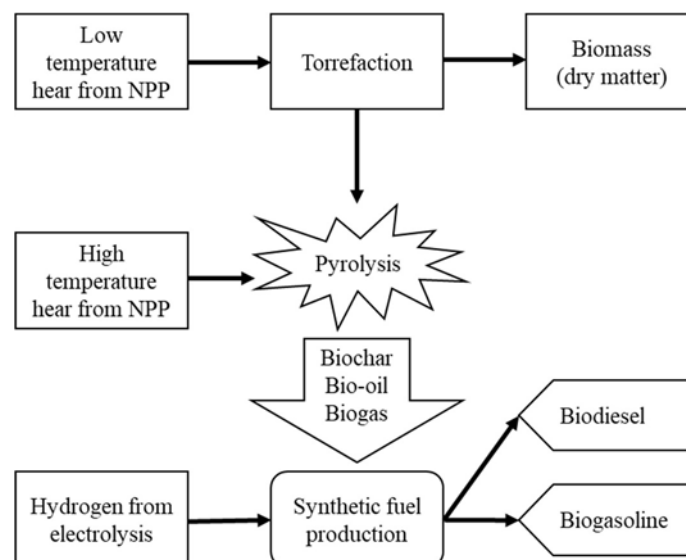 Low
temperature
hear from NPP
Torrefaction
Biomass
(dry matter)
High
temperature
hear from NPP
Pyrolysis
Biochar
Bio-oil
Biogas
Biodiesel
Hydrogen from
electrolysis
Synthetic fuel
production
Biogasoline